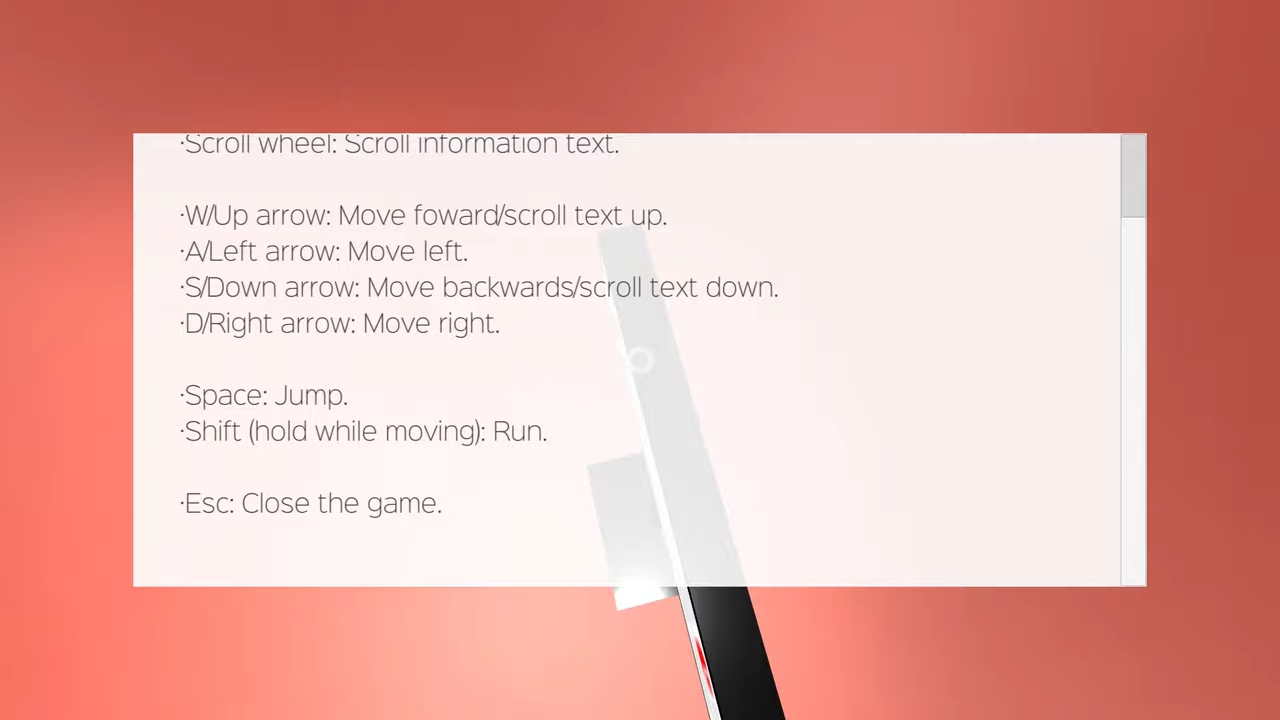 ·Scroll wheel: Scroll information text.
·W/Up arrow: Move foward/scroll text up.
·A/Left arrow: Move left.
·S/Down arrow: Move backwards/scroll text down.
·D/Right arrow: Move right.
·Space: Jump.
·Shift (hold while moving): Run.
·Esc: Close the game.